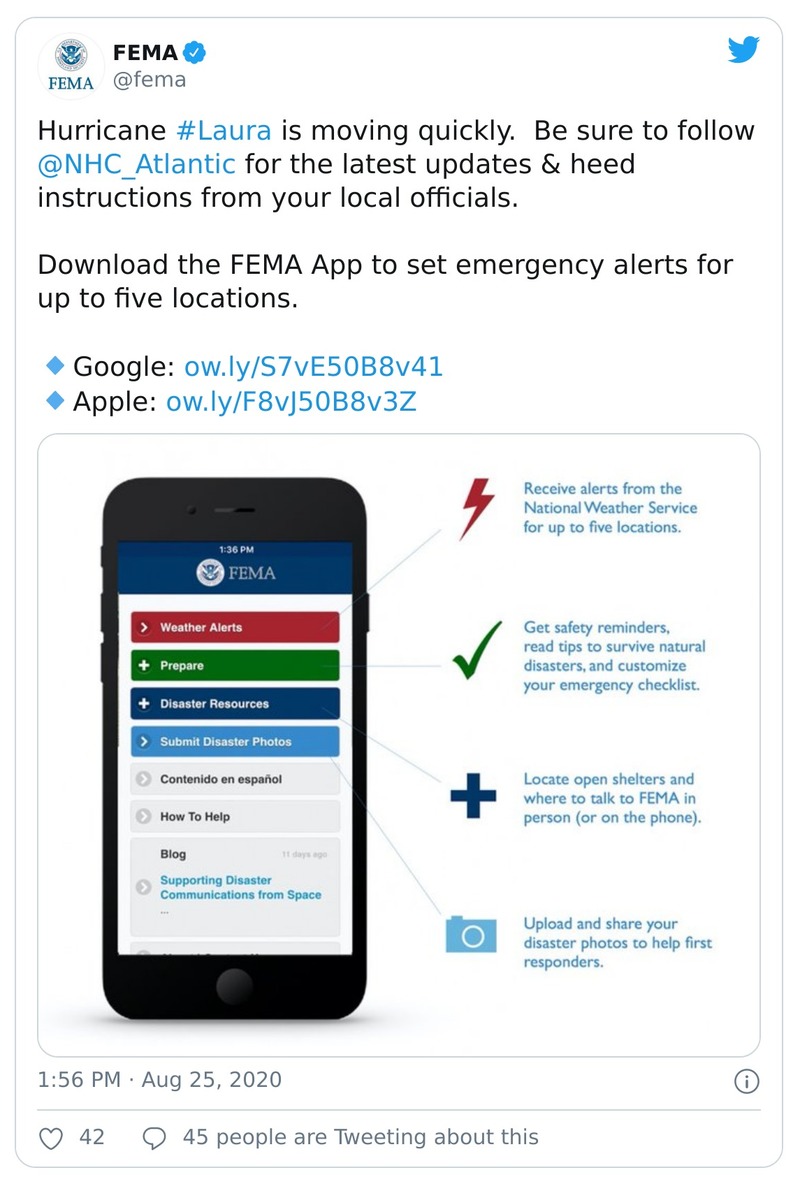 FEMA
FEMA
@fema
Hurricane #Laura is moving quickly.  Be sure to follow
@NHC_Atlantic for the latest updates & heed
instructions from your local officials.
Download the FEMA App to set emergency alerts for
up to five locations.
Google: ow.ly/S7vE50B8v41
Apple: ow.ly/F8vJ50B8v3Z
1:36 PM
FEMA
Weather Alerts
Prepare
Disaster Resources
Submit Disaster Photos
Contenido en español
How To Help
Blog
11 days ago
Supporting Disaster
Communications from Space
...
Receive alerts from the
National Weather Service
for up to five locations.
Get safety reminders,
read tips to survive natural
disasters, and customize
your emergency checklist.
Locate open shelters and
where to talk to FEMA in
person (or on the phone).
Upload and share your
disaster photos to help first
responders.
1:56 PM · Aug 25, 2020
42
45 people are Tweeting about this